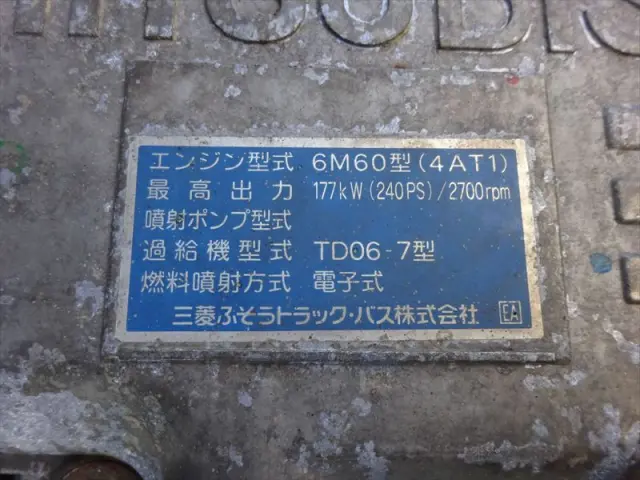 エンジン型式 6M60型(4AT1)
最高出力 177kW(240PS)/2700rpm
噴射ポンプ型式
過給機型式 TD06-7型
燃料噴射方式 電子式
三菱ふそうトラック・バス株式会社 EA